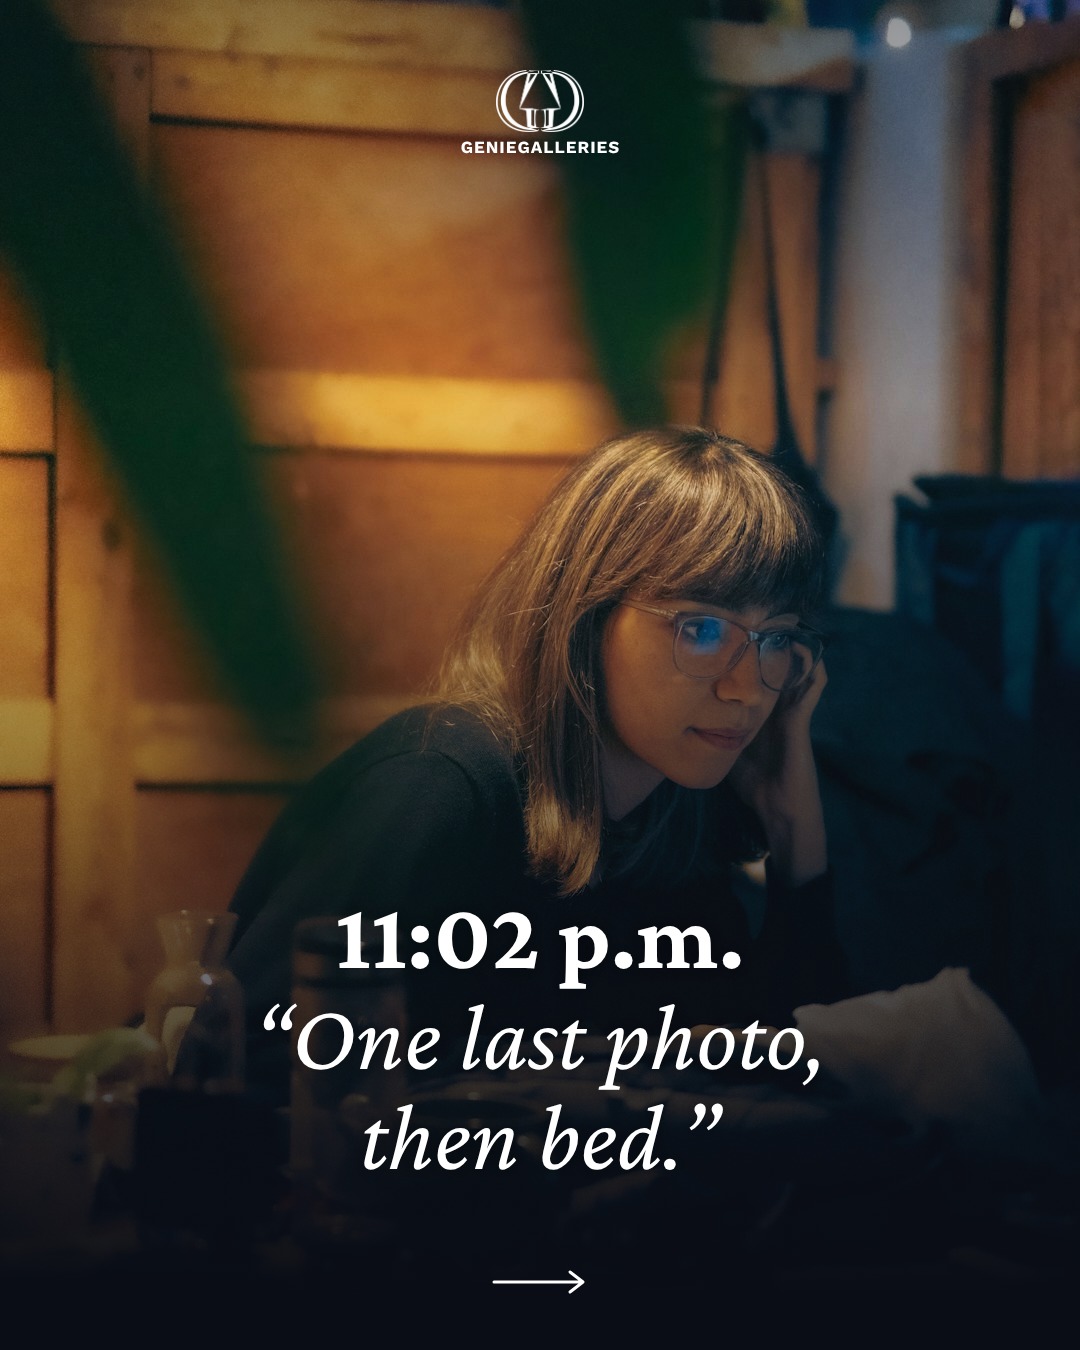 GENIEGALLERIES
11:02 p.m.
“One last photo,
then bed.”